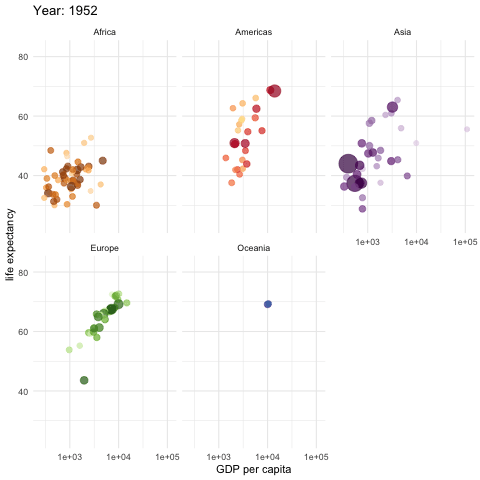 Year: 1952
Africa Americas Asia
80
60
40
1e+03 1e+04 1e+05
Europe Oceania
80
60
40
1e+03 1e+04 1e+05 1e+03 1e+04 1e+05
life expectancy
GDP per capita